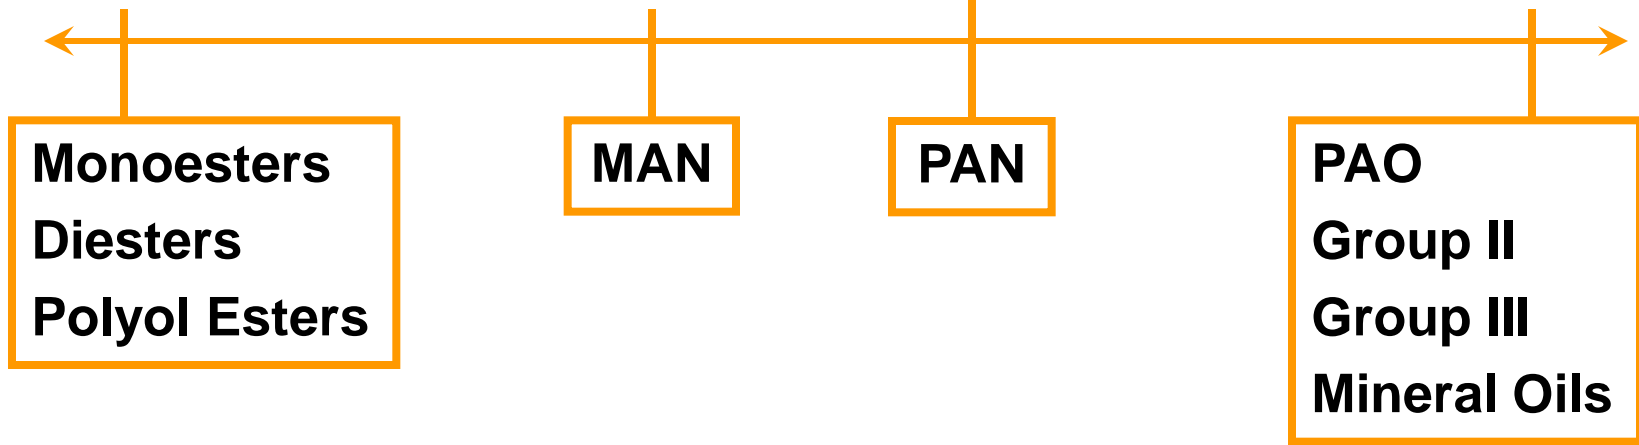 Monoesters
Diesters
Polyol Esters
MAN
PAN
PAO
Group II
Group III
Mineral Oils